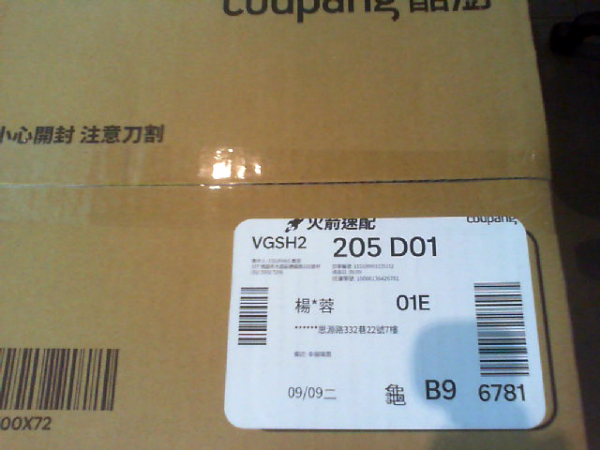 coupang 酷澎
小心開封 注意刀割
火箭速配 coupang
VGSH2 205 D01
楊*蓉 01E
******思源路332巷22號7樓
09/09二 龜 B9 6781
00X72